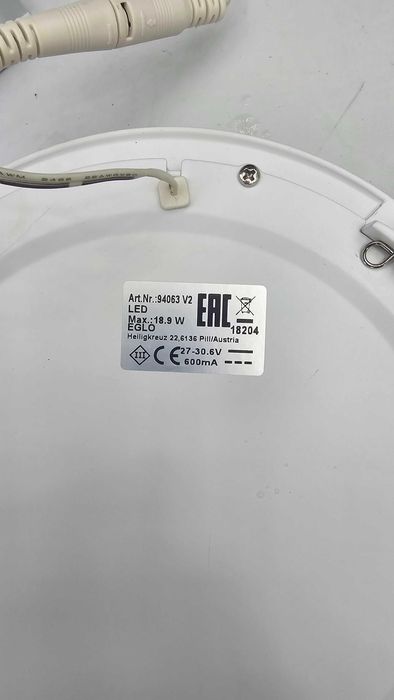 Art.Nr.:94063 V2
LED
Max.:18.9 W
EGLO
EAC
18204
Heiligkreuz 22,6136 Pill/Austria
III CE 27-30.6V
600mA